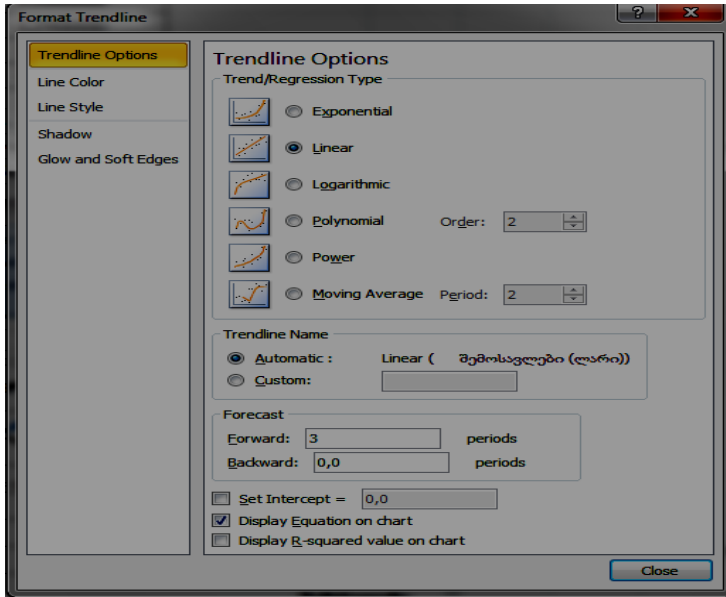 Format Trendline
Trendline Options
Line Color
Line Style
Shadow
Glow and Soft Edges
Trendline Options
Trend/Regression Type
Exponential
Linear
Logarithmic
Polynomial Order: 2
Power
Moving Average Period: 2
Trendline Name
Automatic : Linear ( შემოსავლები (ლარი))
Custom:
Forecast
Forward: 3 periods
Backward: 0,0 periods
Set Intercept = 0,0
Display Equation on chart
Display R-squared value on chart
Close